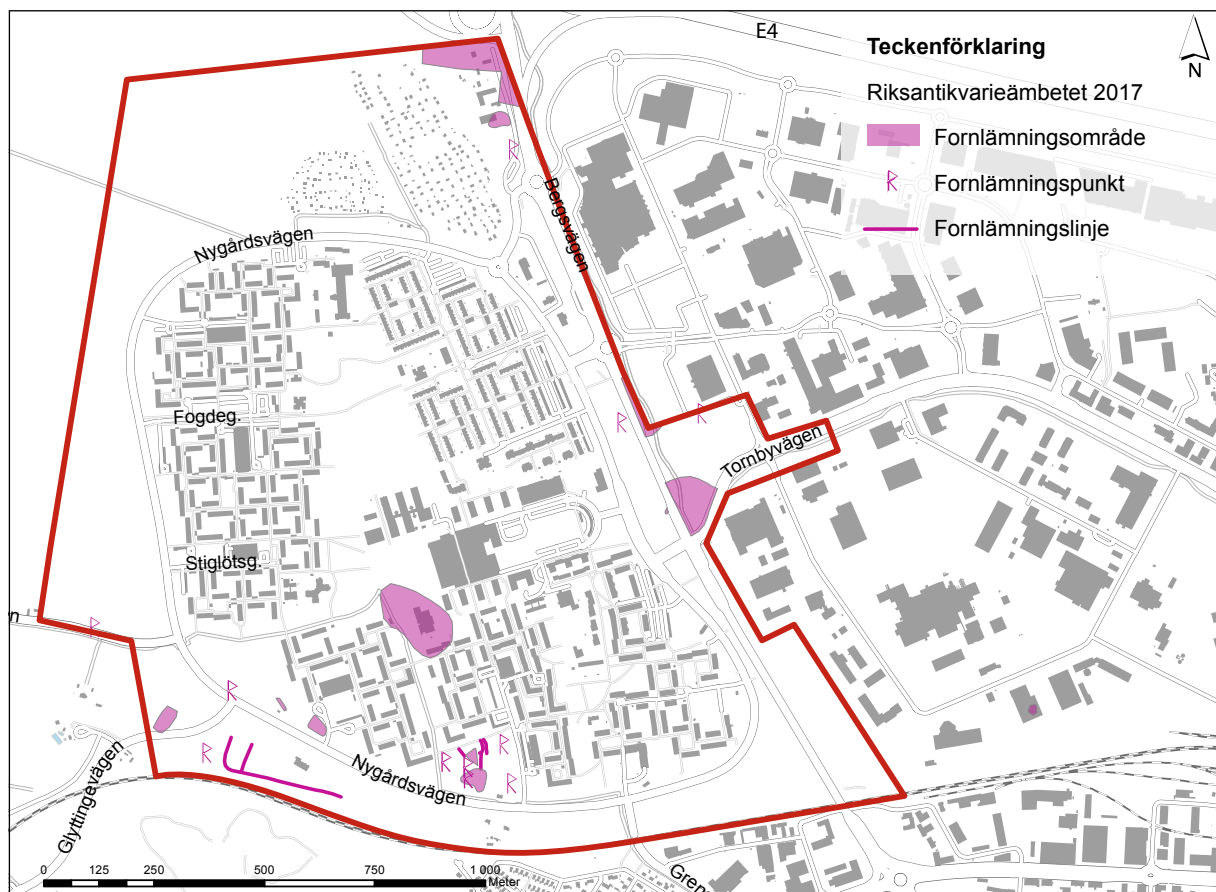 E4
N
Teckenförklaring
Riksantikvarieämbetet 2017
Fornlämningsområde
Fornlämningspunkt
Fornlämningslinje
Bergsvägen
Nygårdsvägen
Fogdeg.
Tornbyvägen
Stiglötsg.
n
Glyttingevägen
Nygårdsvägen
Gren
0 125 250 500 750 1 000
Meter